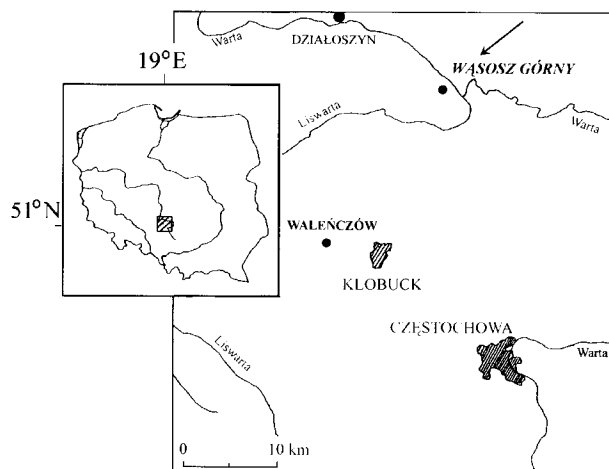 Warta
DZIAŁOSZYN
19°E
WĄSOSZ GÓRNY
Liswarta
Warta
51°N
WALEŃCZÓW
KLOBUCK
CZĘSTOCHOWA
Liswarta
Warta
0 10 km